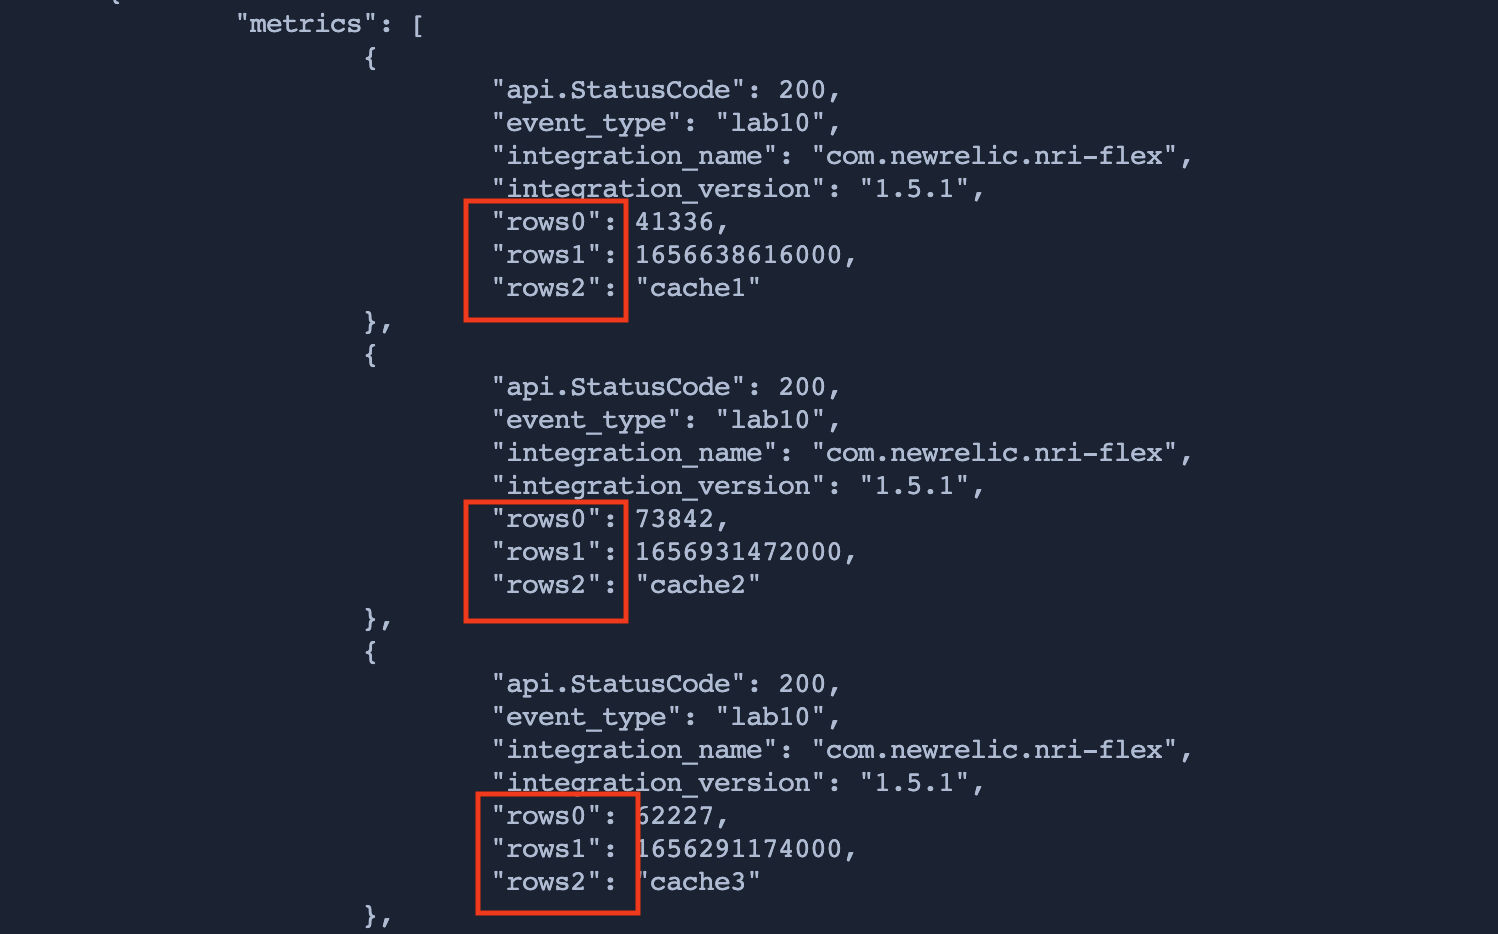 {
"metrics": [
{
"api.StatusCode": 200,
"event_type": "lab10",
"integration_name": "com.newrelic.nri-flex",
"integration_version": "1.5.1",
"rows0": 41336,
"rows1": 1656638616000,
"rows2": "cache1"
},
{
"api.StatusCode": 200,
"event_type": "lab10",
"integration_name": "com.newrelic.nri-flex",
"integration_version": "1.5.1",
"rows0": 73842,
"rows1": 1656931472000,
"rows2": "cache2"
},
{
"api.StatusCode": 200,
"event_type": "lab10",
"integration_name": "com.newrelic.nri-flex",
"integration_version": "1.5.1",
"rows0": 62227,
"rows1": 1656291174000,
"rows2": "cache3"
},